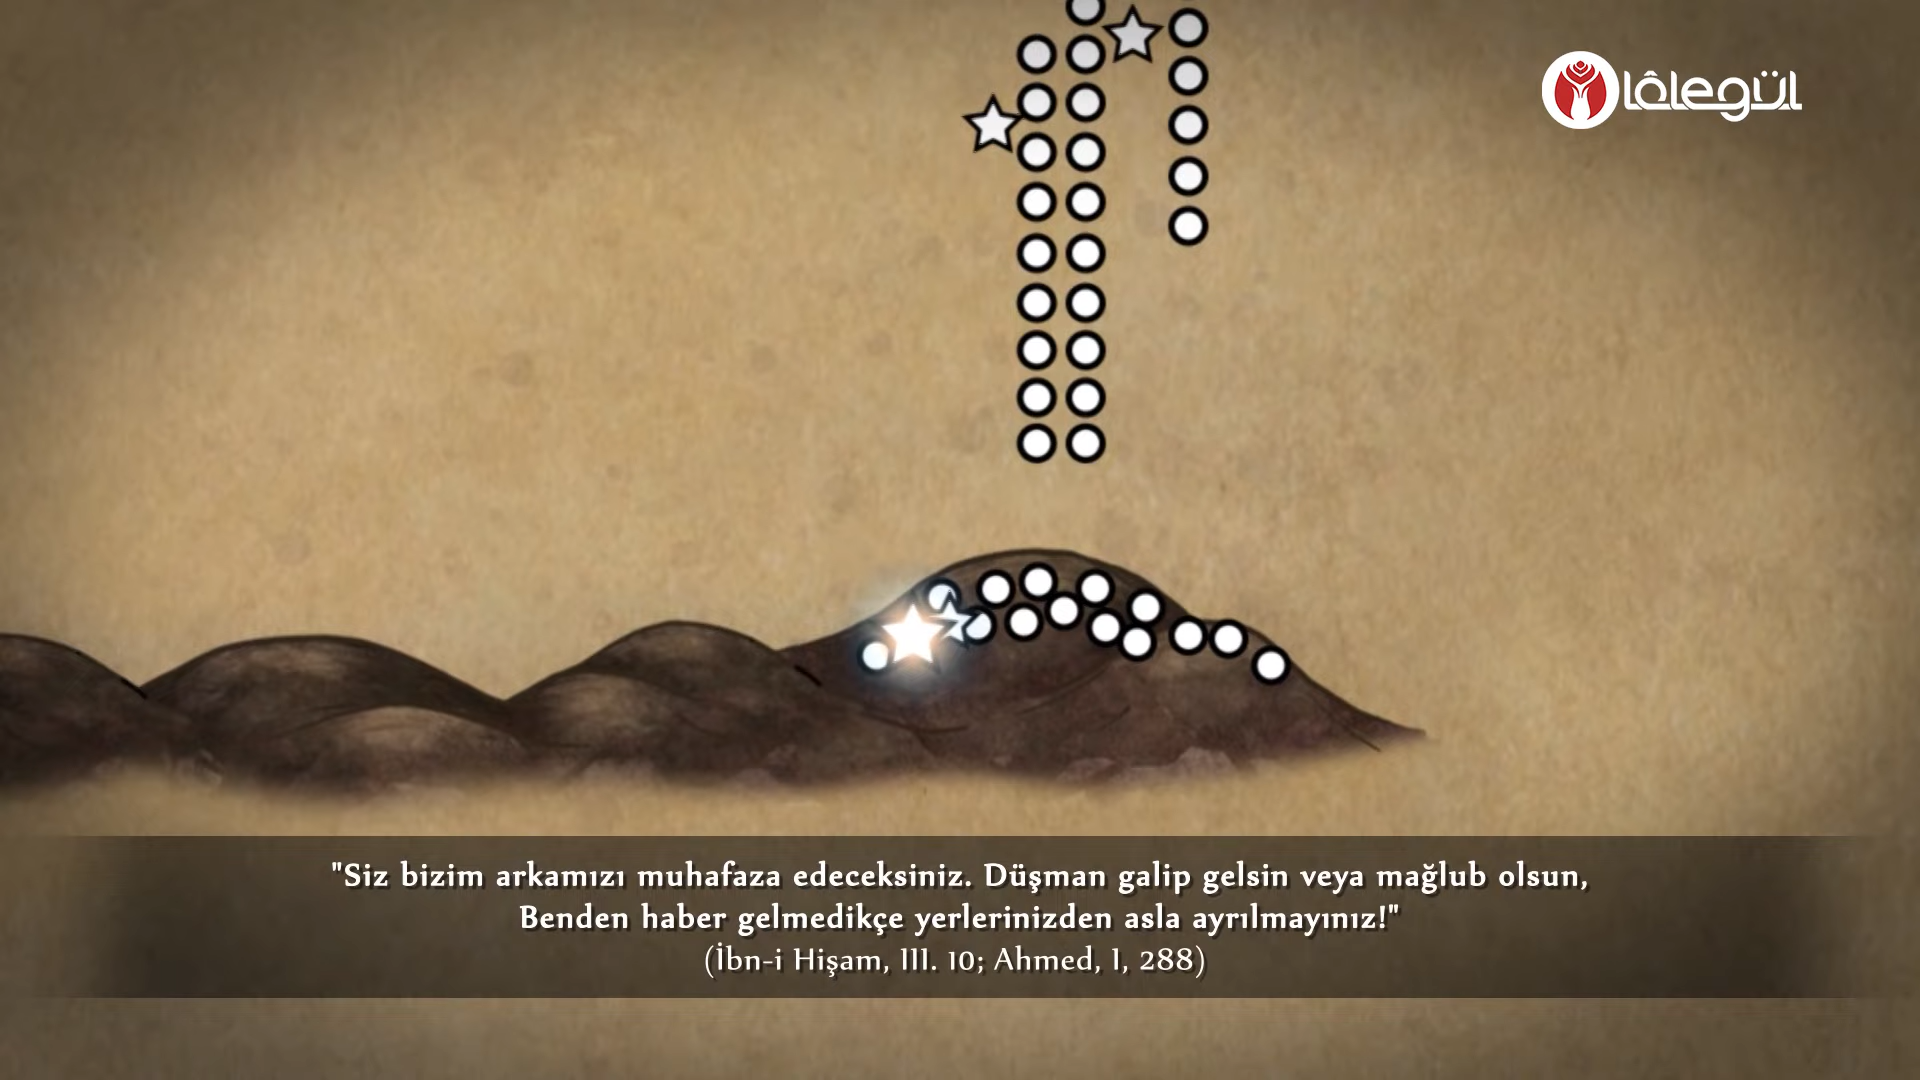 lâlegül
"Siz bizim arkamızı muhafaza edeceksiniz. Düşman galip gelsin veya mağlub olsun,
Benden haber gelmedikçe yerlerinizden asla ayrılmayınız!"
(İbn-i Hişam, III. 10; Ahmed, I, 288)